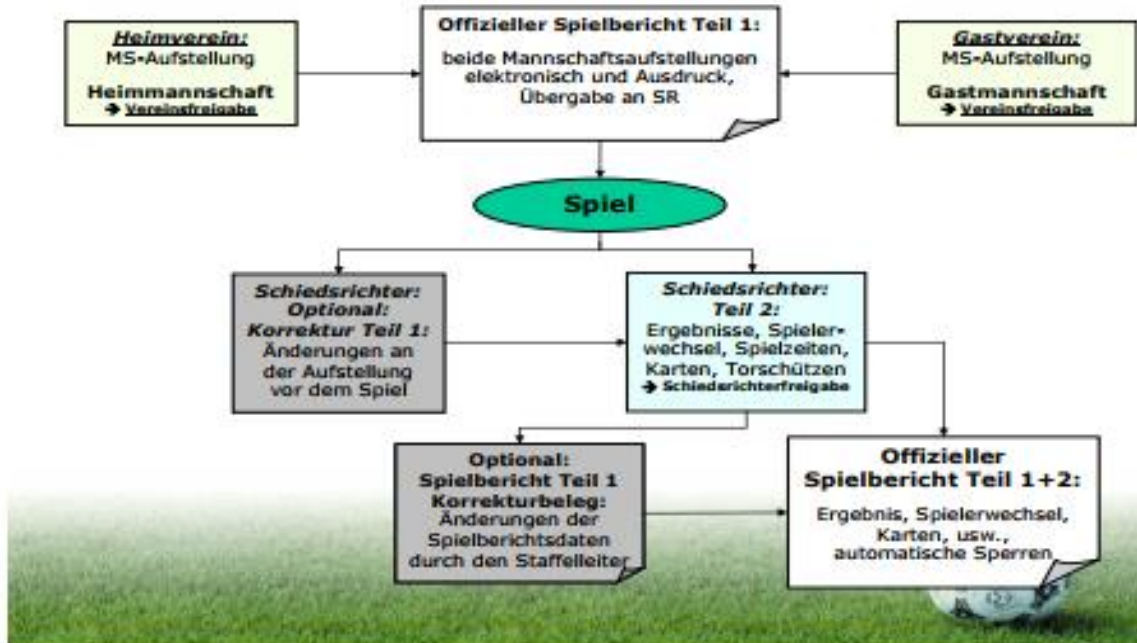 Heimverein:
MS-Aufstellung
Heimmannschaft
➔ Vereinsfreigabe
Offizieller Spielbericht Teil 1:
beide Mannschaftsaufstellungen
elektronisch und Ausdruck,
Übergabe an SR
Gastverein:
MS-Aufstellung
Gastmannschaft
➔ Vereinsfreigabe
Spiel
Schiedsrichter:
Optional:
Korrektur Teil 1:
Änderungen an
der Aufstellung
vor dem Spiel
Schiedsrichter:
Teil 2:
Ergebnisse, Spieler-
wechsel, Spielzeiten,
Karten, Torschützen
➔ Schiedsrichterfreigabe
Optional:
Spielbericht Teil 1
Korrekturbeleg:
Änderungen der
Spielberichtsdaten
durch den Staffelleiter
Offizieller
Spielbericht Teil 1+2:
Ergebnis, Spielerwechsel,
Karten, usw.,
automatische Sperren